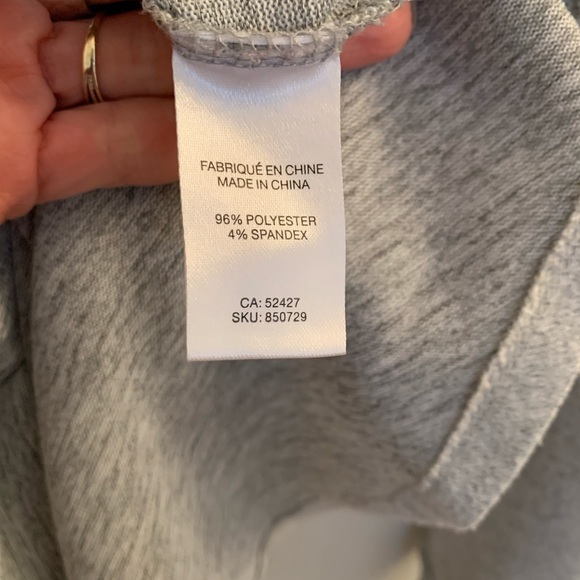 FABRIQUÉ EN CHINE
MADE IN CHINA
96% POLYESTER
4% SPANDEX
CA: 52427
SKU: 850729